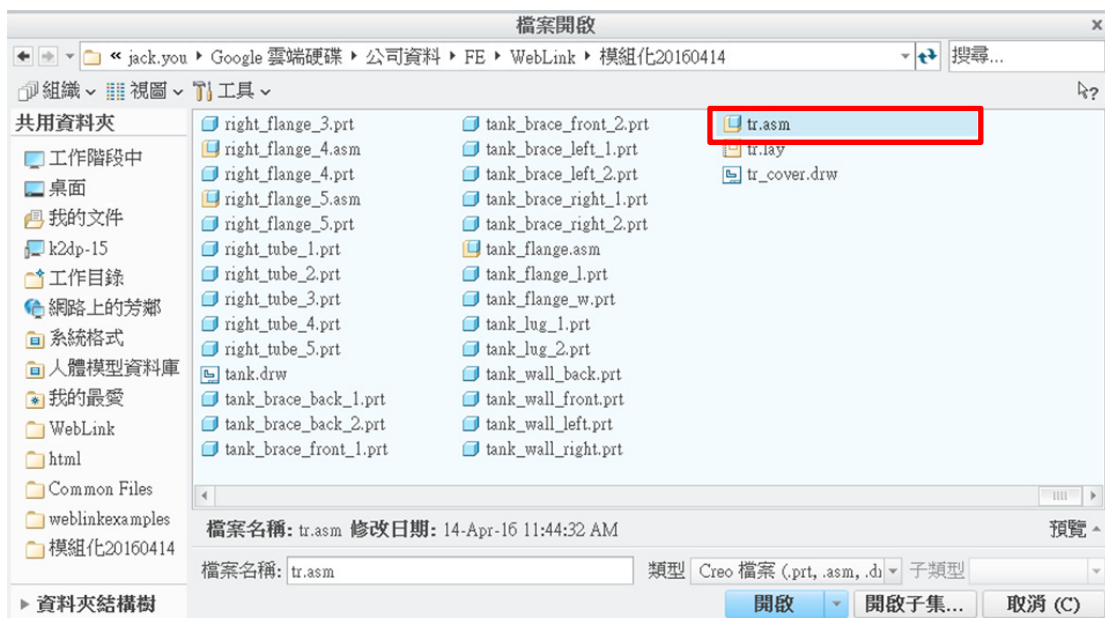 檔案開啟
« jack.you ▸ Google 雲端硬碟 ▸ 公司資料 ▸ FE ▸ WebLink ▸ 模組化20160414
搜尋...
組織 視圖 工具
共用資料夾
工作階段中
桌面
我的文件
k2dp-15
工作目錄
網路上的芳鄰
系統格式
人體模型資料庫
我的最愛
WebLink
html
Common Files
weblinkexamples
模組化20160414
資料夾結構樹
right_flange_3.prt
right_flange_4.asm
right_flange_4.prt
right_flange_5.asm
right_flange_5.prt
right_tube_1.prt
right_tube_2.prt
right_tube_3.prt
right_tube_4.prt
right_tube_5.prt
tank.drw
tank_brace_back_1.prt
tank_brace_back_2.prt
tank_brace_front_1.prt
tank_brace_front_2.prt
tank_brace_left_1.prt
tank_brace_left_2.prt
tank_brace_right_1.prt
tank_brace_right_2.prt
tank_flange.asm
tank_flange_l.prt
tank_flange_w.prt
tank_lug_1.prt
tank_lug_2.prt
tank_wall_back.prt
tank_wall_front.prt
tank_wall_left.prt
tank_wall_right.prt
tr.asm
tr.lay
tr_cover.drw
檔案名稱: tr.asm 修改日期: 14-Apr-16 11:44:32 AM
預覽
檔案名稱: tr.asm
類型 Creo 檔案 (.prt, .asm, .d
子類型
開啟 開啟子集... 取消 (C)